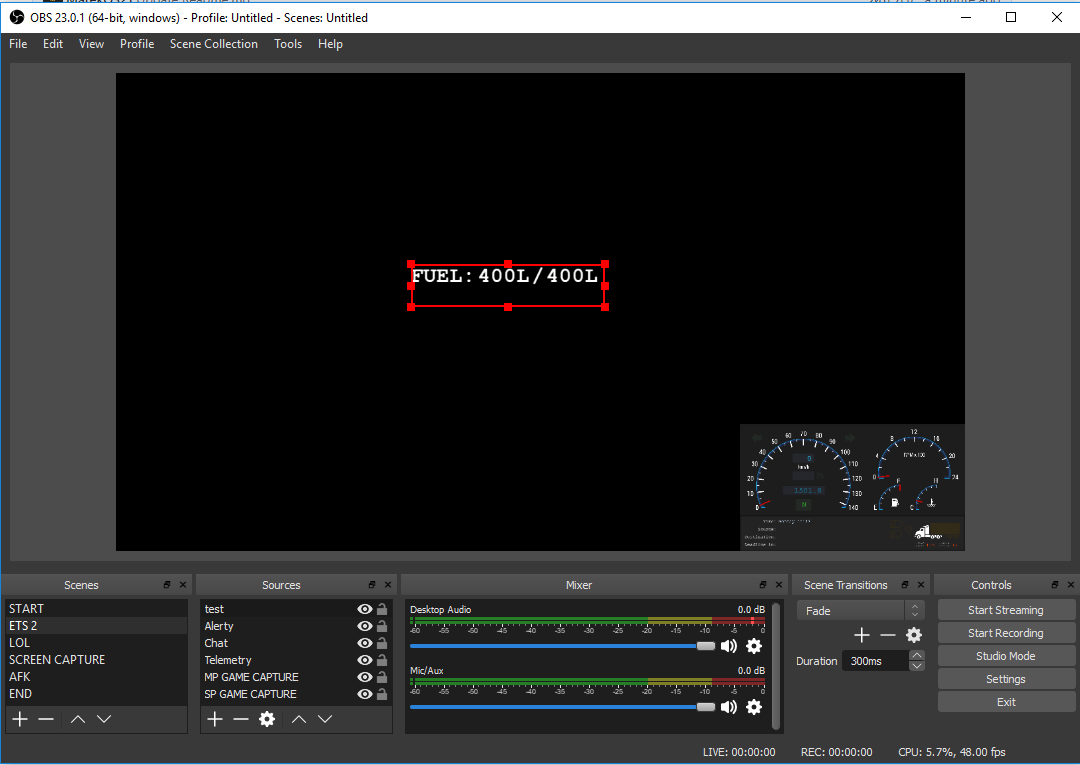 OBS 23.0.1 (64-bit, windows) - Profile: Untitled - Scenes: Untitled
File Edit View Profile Scene Collection Tools Help
FUEL:400L/400L
0 10 20 30 40 50 60 70 80 90 100 110 120 130 140
0
km/h
1501.8
N
0 4 8 12 16 20 24
RPM x100
E F
C H
Scenes
START
ETS 2
LOL
SCREEN CAPTURE
AFK
END
Sources
test
Alerty
Chat
Telemetry
MP GAME CAPTURE
SP GAME CAPTURE
Mixer
Desktop Audio 0.0 dB
-60 -55 -50 -45 -40 -35 -30 -25 -20 -15 -10 -5 0
Mic/Aux 0.0 dB
-60 -55 -50 -45 -40 -35 -30 -25 -20 -15 -10 -5 0
Scene Transitions
Fade
Duration 300ms
Controls
Start Streaming
Start Recording
Studio Mode
Settings
Exit
LIVE: 00:00:00 REC: 00:00:00 CPU: 5.7%, 48.00 fps